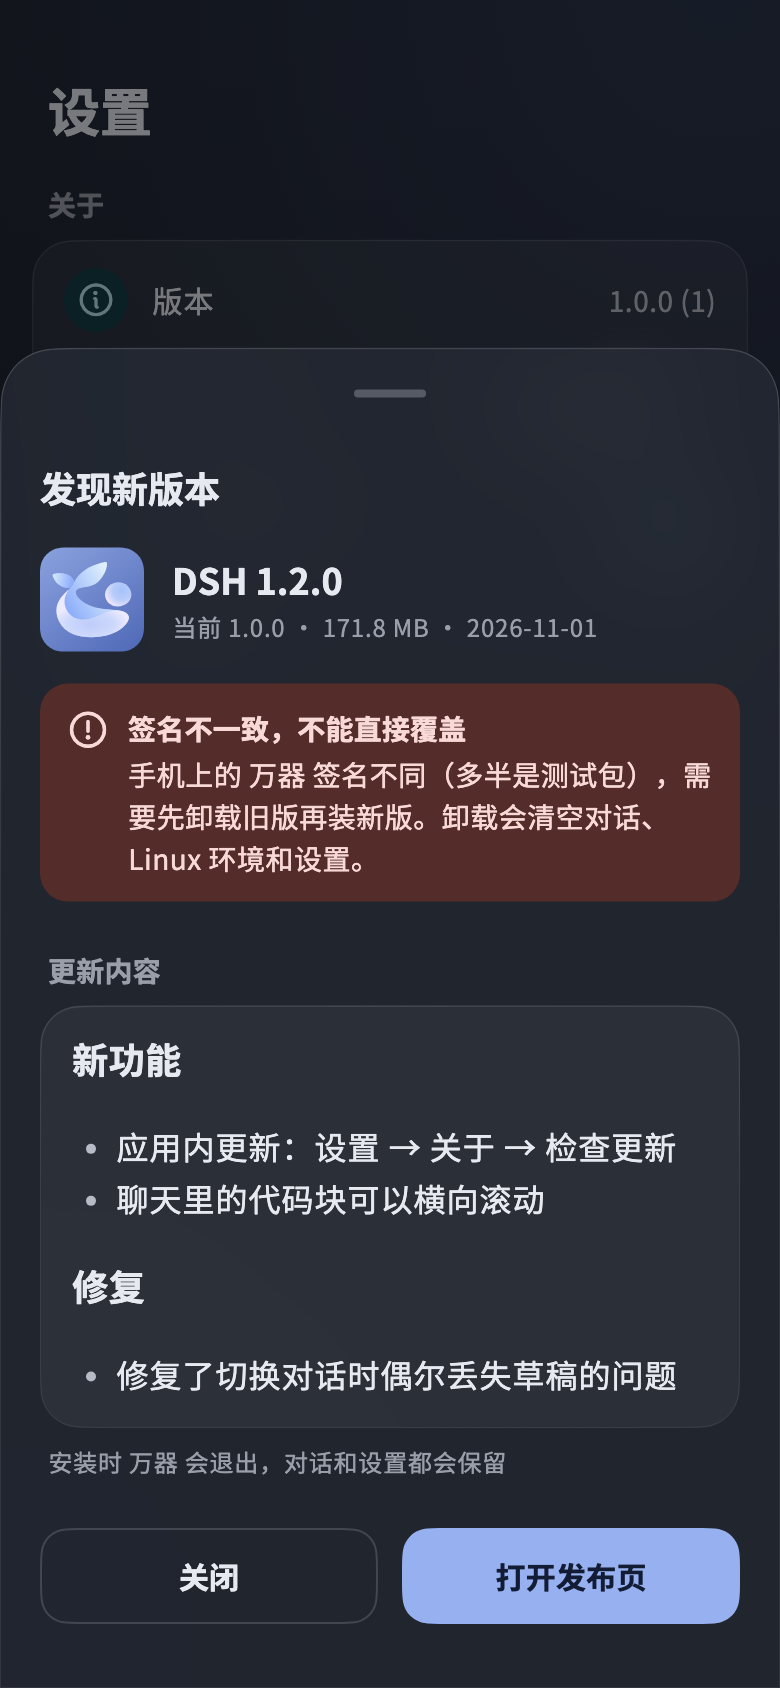 设置
关于
版本 1.0.0 (1)
发现新版本
DSH 1.2.0
当前 1.0.0 · 171.8 MB · 2026-11-01
签名不一致，不能直接覆盖
手机上的 万器 签名不同（多半是测试包），需
要先卸载旧版再装新版。卸载会清空对话、
Linux 环境和设置。
更新内容
新功能
• 应用内更新：设置 → 关于 → 检查更新
• 聊天里的代码块可以横向滚动
修复
• 修复了切换对话时偶尔丢失草稿的问题
安装时 万器 会退出，对话和设置都会保留
关闭 打开发布页